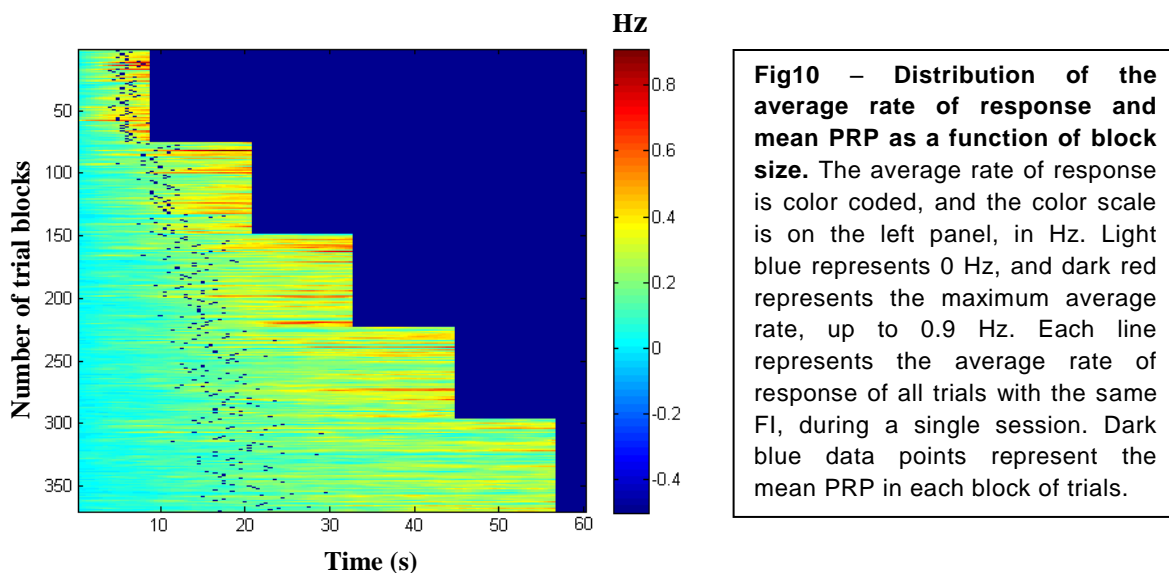 Hz
0.8
0.6
0.4
0.2
0
-0.2
-0.4
50
100
150
200
250
300
350
Number of trial blocks
10
20
30
40
50
60
Time (s)
Fig10 – Distribution of the
average rate of response and
mean PRP as a function of block
size. The average rate of response
is color coded, and the color scale
is on the left panel, in Hz. Light
blue represents 0 Hz, and dark red
represents the maximum average
rate, up to 0.9 Hz. Each line
represents the average rate of
response of all trials with the same
FI, during a single session. Dark
blue data points represent the
mean PRP in each block of trials.